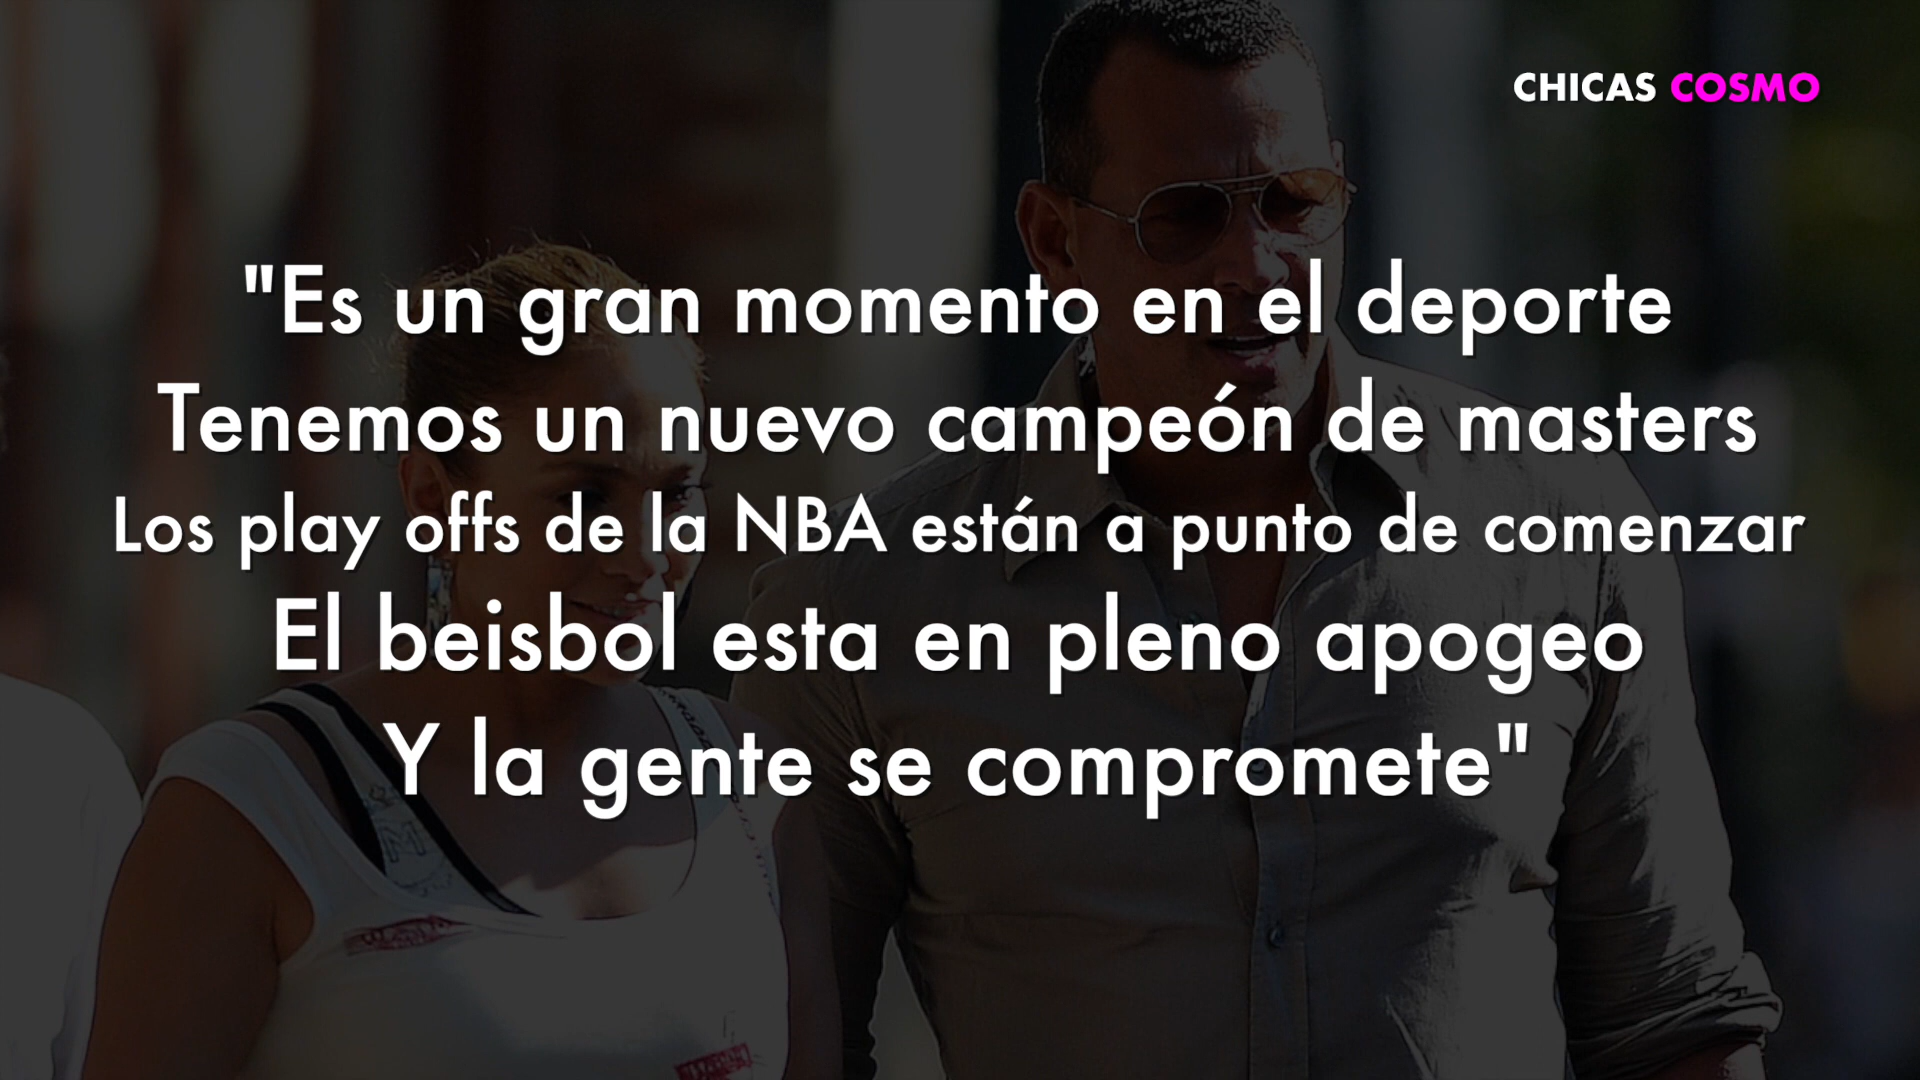 CHICAS COSMO
"Es un gran momento en el deporte
Tenemos un nuevo campeón de masters
Los play offs de la NBA están a punto de comenzar
El beisbol esta en pleno apogeo
Y la gente se compromete"